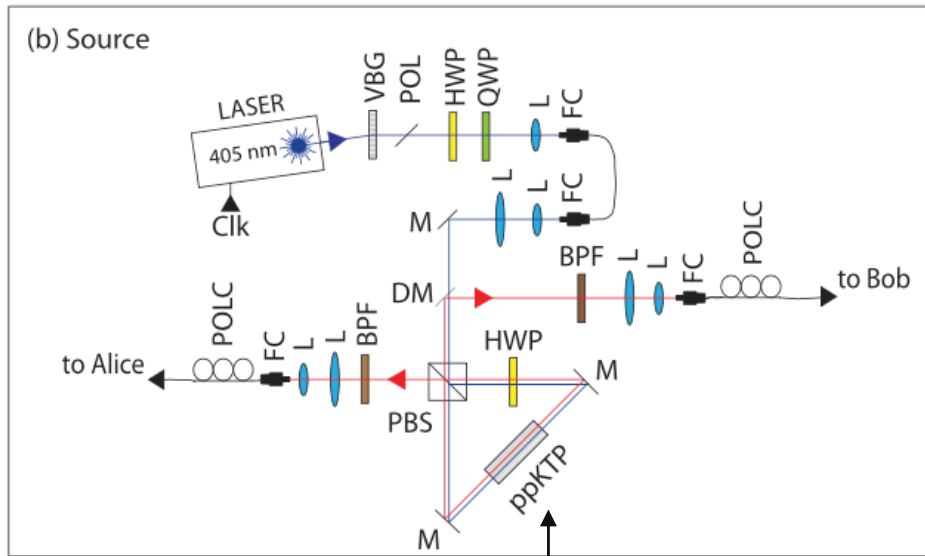 (b) Source
VBG
POL
HWP
QWP
L
FC
LASER
405 nm
Clk
L
L
FC
M
POLC
BPF
L
L
FC
to Bob
DM
POLC
FC
L
L
BPF
HWP
to Alice
M
PBS
ppKTP
M